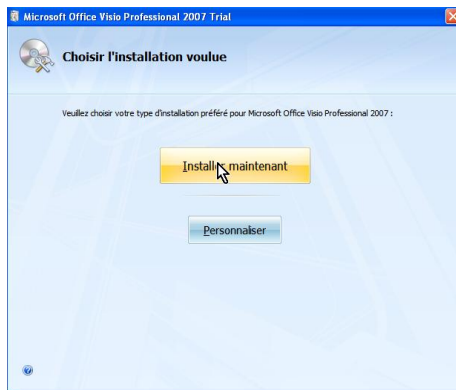 Microsoft Office Visio Professional 2007 Trial
Choisir l'installation voulue
Veuillez choisir votre type d'installation préféré pour Microsoft Office Visio Professional 2007 :
Installer maintenant
Personnaliser